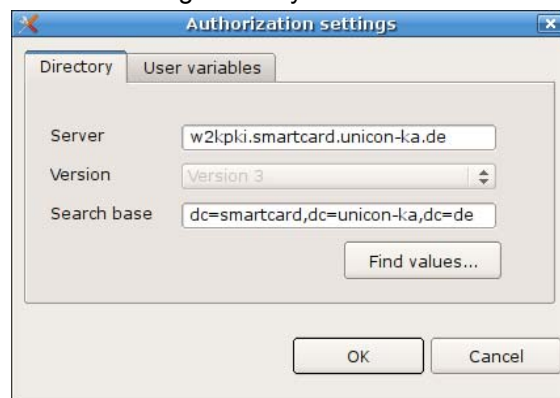 Authorization settings
Directory
User variables
Server
w2kpki.smartcard.unicon-ka.de
Version
Version 3
Search base
dc=smartcard,dc=unicon-ka,dc=de
Find values...
OK
Cancel